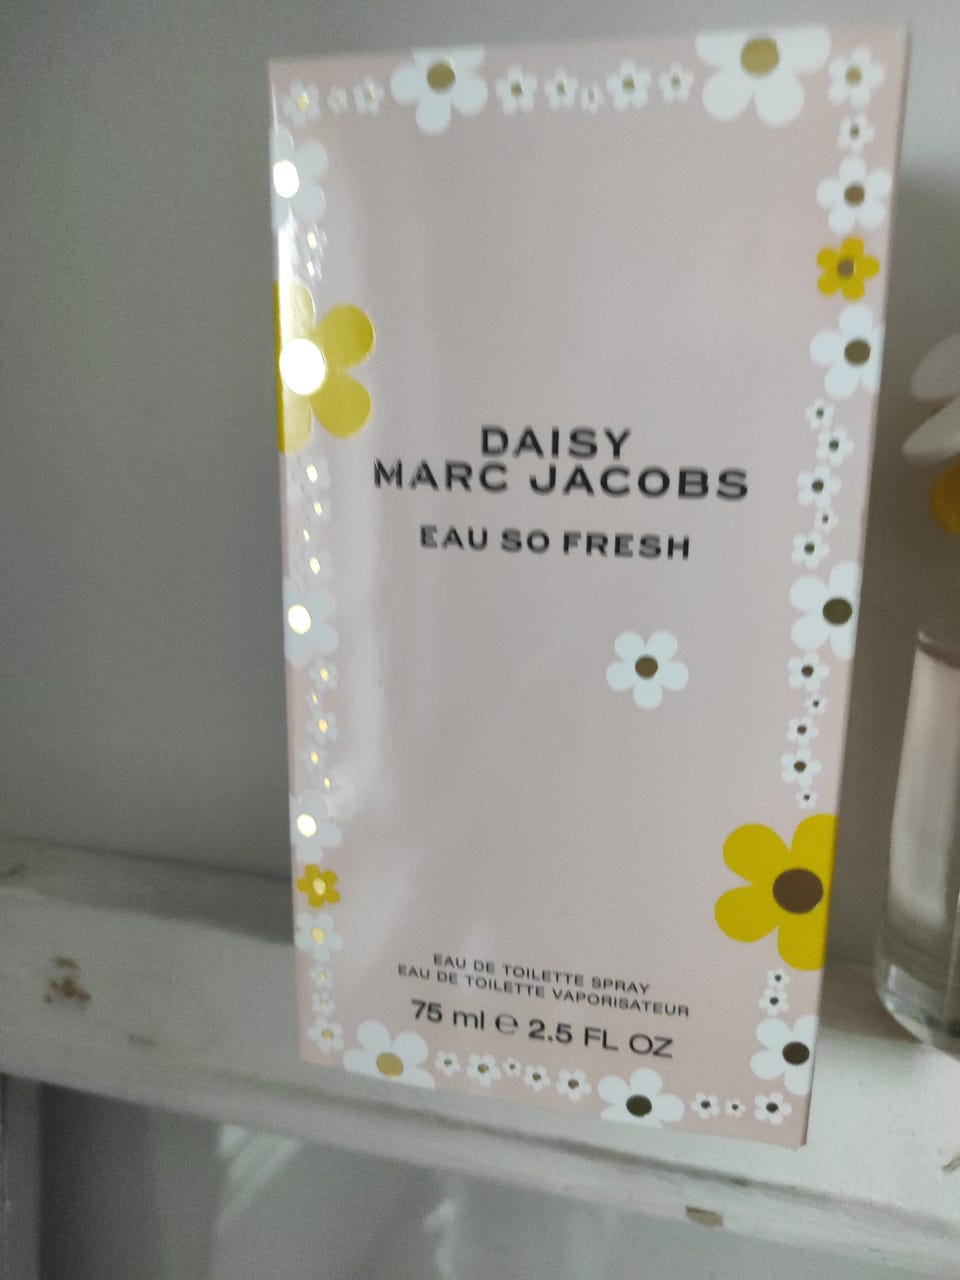 DAISY
MARC JACOBS
EAU SO FRESH
EAU DE TOILETTE SPRAY
EAU DE TOILETTE VAPORISATEUR
75 ml ℮ 2.5 FL OZ